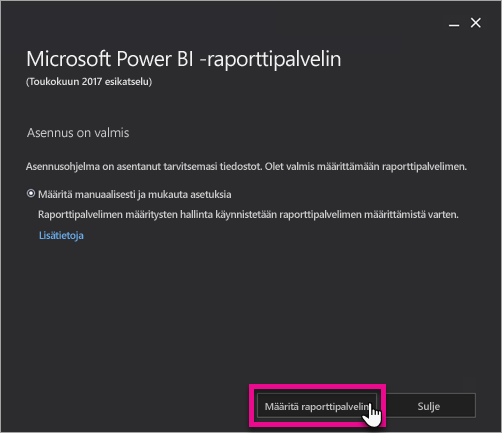 Microsoft Power BI -raporttipalvelin
(Toukokuun 2017 esikatselu)
Asennus on valmis
Asennusohjelma on asentanut tarvitsemasi tiedostot. Olet valmis määrittämään raporttipalvelimen.
Määritä manuaalisesti ja mukauta asetuksia
Raporttipalvelimen määritysten hallinta käynnistetään raporttipalvelimen määrittämistä varten.
Lisätietoja
Määritä raporttipalvelin
Sulje